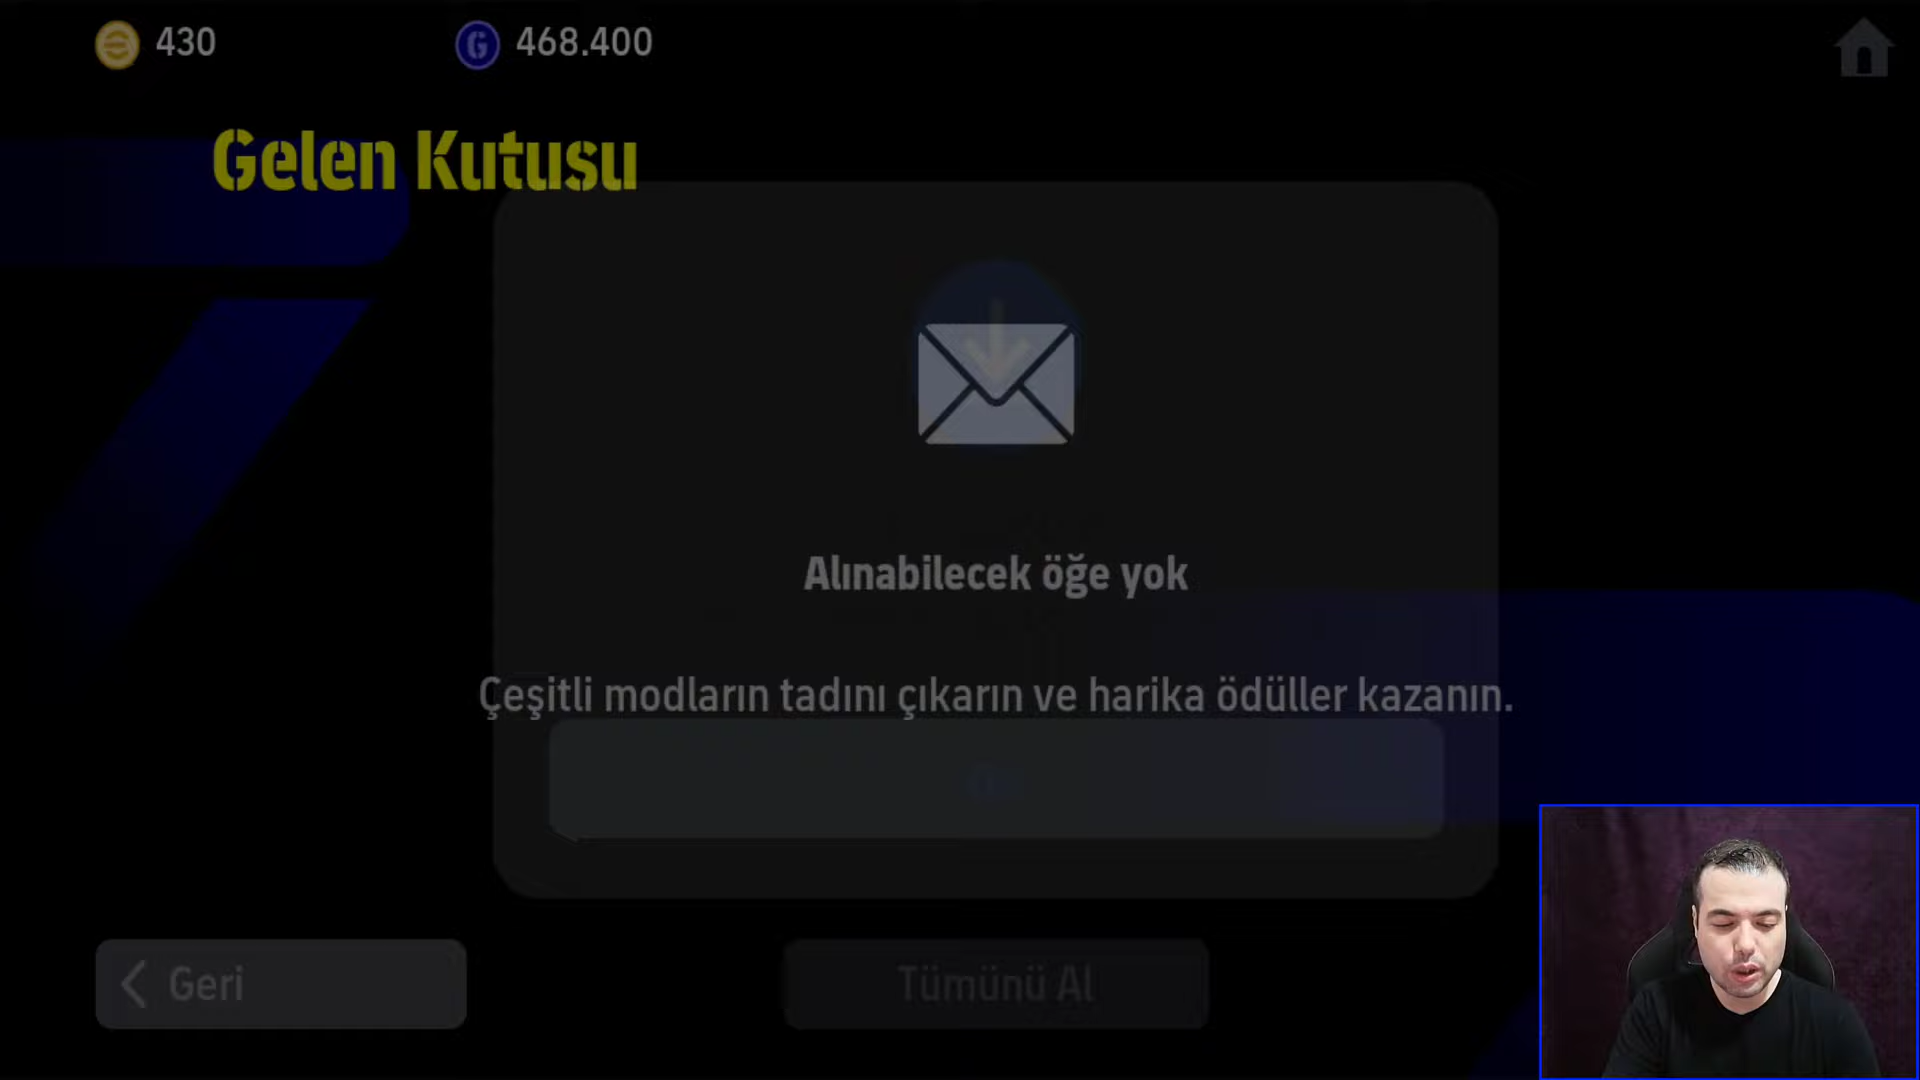 430
468.400
Gelen Kutusu
Alınabilecek öğe yok
Çeşitli modların tadını çıkarın ve harika ödüller kazanın.
Geri
Tümünü Al